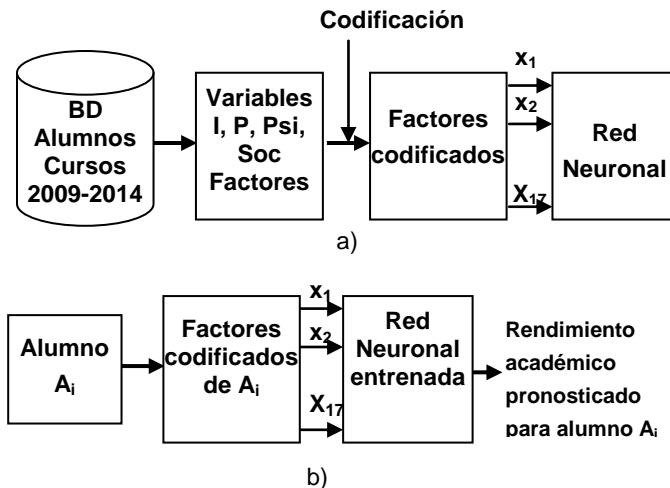 Codificación
BD
Alumnos
Cursos
2009-2014
Variables
I, P, Psi,
Soc
Factores
Factores
codificados
x1
x2
X17
Red
Neuronal
a)
Alumno
Ai
Factores
codificados
de Ai
x1
x2
X17
Red
Neuronal
entrenada
Rendimiento
académico
pronosticado
para alumno Ai
b)